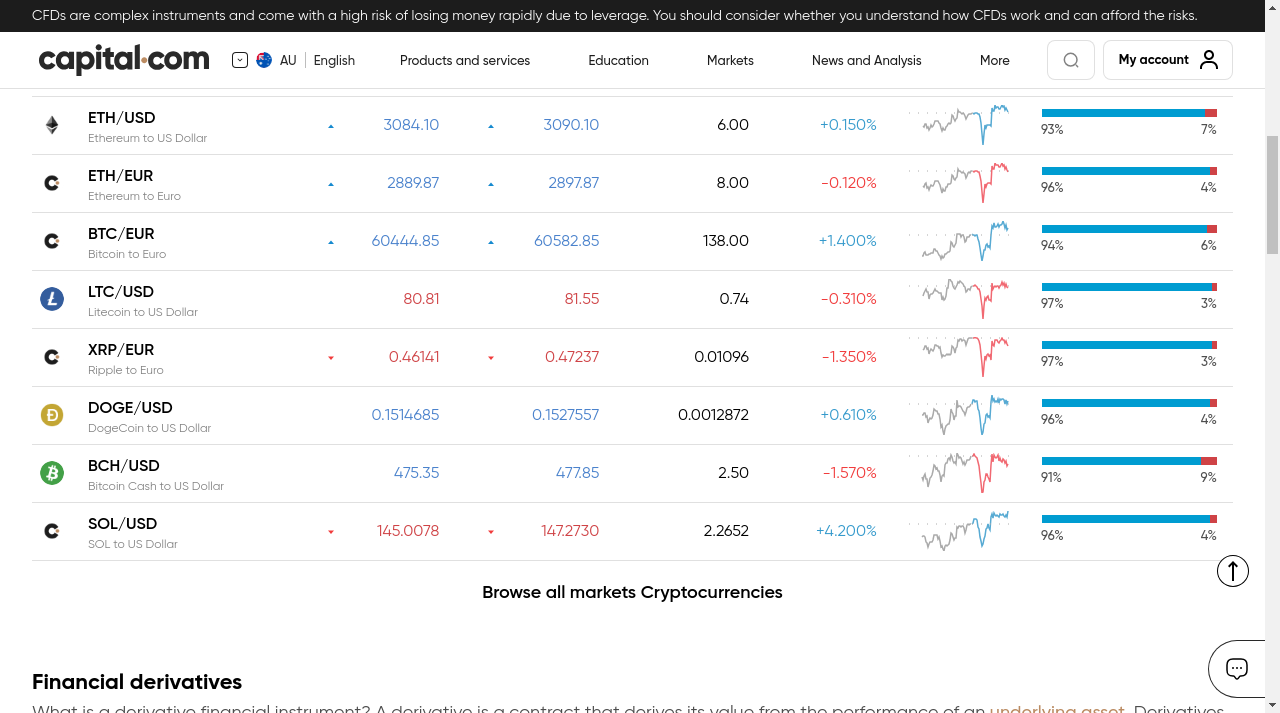 CFDs are complex instruments and come with a high risk of losing money rapidly due to leverage. You should consider whether you understand how CFDs work and can afford the risks.
capital.com AU English Products and services Education Markets News and Analysis More My account
ETH/USD 3084.10 3090.10 6.00 +0.150%
Ethereum to US Dollar 93% 7%
ETH/EUR 2889.87 2897.87 8.00 -0.120%
Ethereum to Euro 96% 4%
BTC/EUR 60444.85 60582.85 138.00 +1.400%
Bitcoin to Euro 94% 6%
LTC/USD 80.81 81.55 0.74 -0.310%
Litecoin to US Dollar 97% 3%
XRP/EUR 0.46141 0.47237 0.01096 -1.350%
Ripple to Euro 97% 3%
DOGE/USD 0.1514685 0.1527557 0.0012872 +0.610%
DogeCoin to US Dollar 96% 4%
BCH/USD 475.35 477.85 2.50 -1.570%
Bitcoin Cash to US Dollar 91% 9%
SOL/USD 145.0078 147.2730 2.2652 +4.200%
SOL to US Dollar 96% 4%
Browse all markets Cryptocurrencies
Financial derivatives
What is a derivative financial instrument? A derivative is a contract that derives its value from the performance of an underlying asset. Derivatives